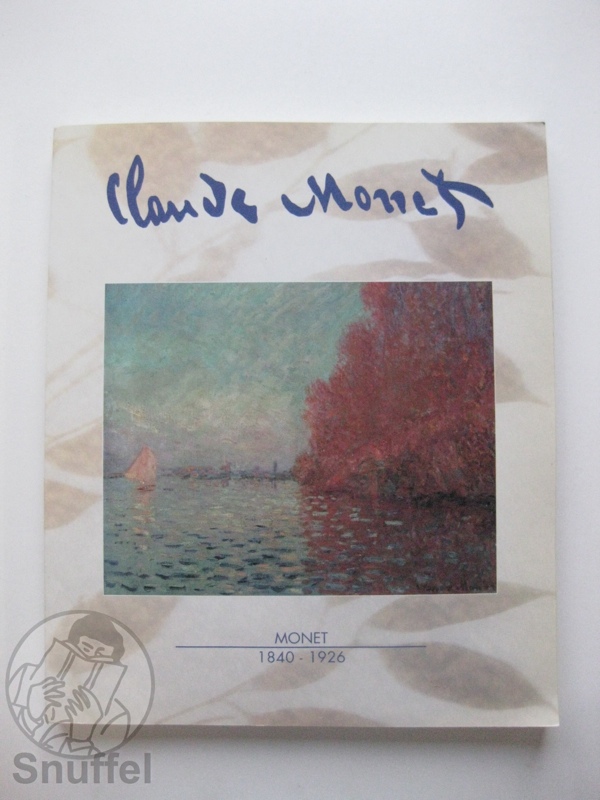 Claude Monet
MONET
1840 - 1926
Snuffel